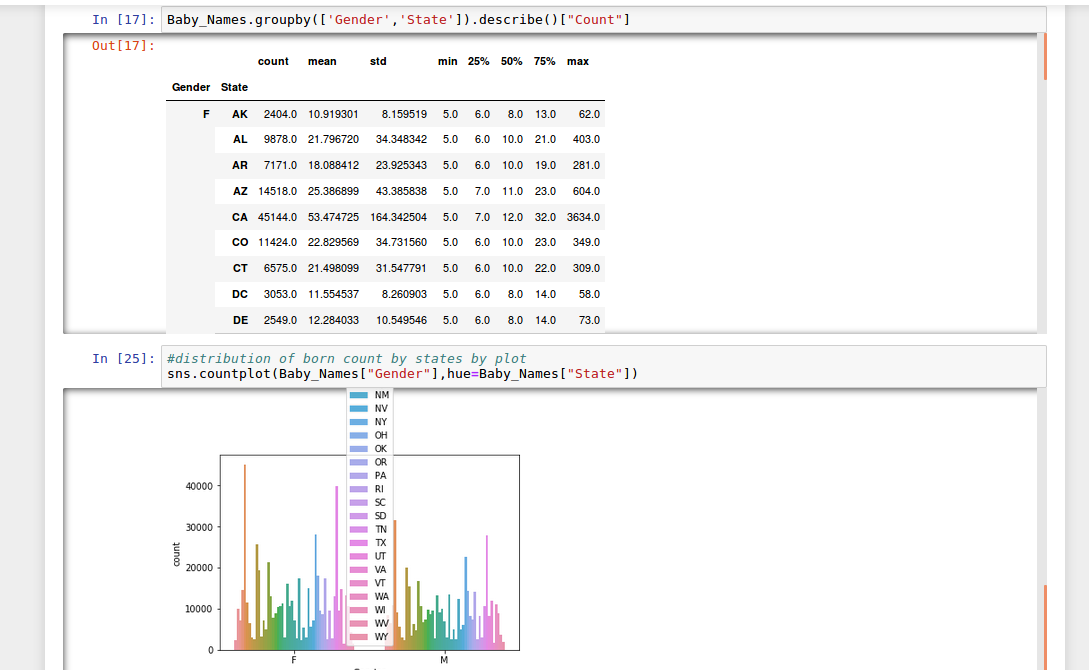 In [17]: Baby_Names.groupby(['Gender','State']).describe()["Count"]
Out[17]:
count mean std min 25% 50% 75% max
Gender State
F AK 2404.0 10.919301 8.159519 5.0 6.0 8.0 13.0 62.0
AL 9878.0 21.796720 34.348342 5.0 6.0 10.0 21.0 403.0
AR 7171.0 18.088412 23.925343 5.0 6.0 10.0 19.0 281.0
AZ 14518.0 25.386899 43.385838 5.0 7.0 11.0 23.0 604.0
CA 45144.0 53.474725 164.342504 5.0 7.0 12.0 32.0 3634.0
CO 11424.0 22.829569 34.731560 5.0 6.0 10.0 23.0 349.0
CT 6575.0 21.498099 31.547791 5.0 6.0 10.0 22.0 309.0
DC 3053.0 11.554537 8.260903 5.0 6.0 8.0 14.0 58.0
DE 2549.0 12.284033 10.549546 5.0 6.0 8.0 14.0 73.0
In [25]: #distribution of born count by states by plot
sns.countplot(Baby_Names["Gender"],hue=Baby_Names["State"])
NM
NV
NY
OH
OK
OR
PA
RI
SC
SD
TN
TX
UT
VA
VT
WA
WI
WV
WY
40000
30000
20000
10000
0
count
F M